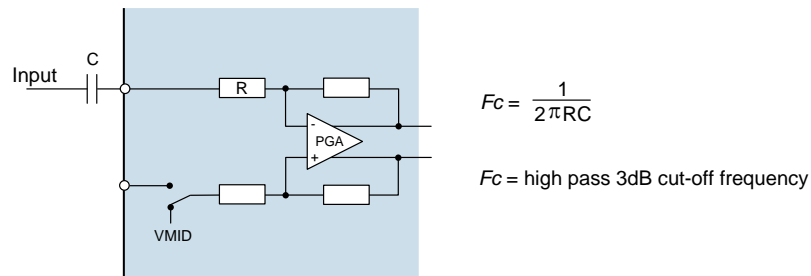 C
Input
R
-
PGA
+
VMID
Fc = 1 / 2πRC
Fc = high pass 3dB cut-off frequency